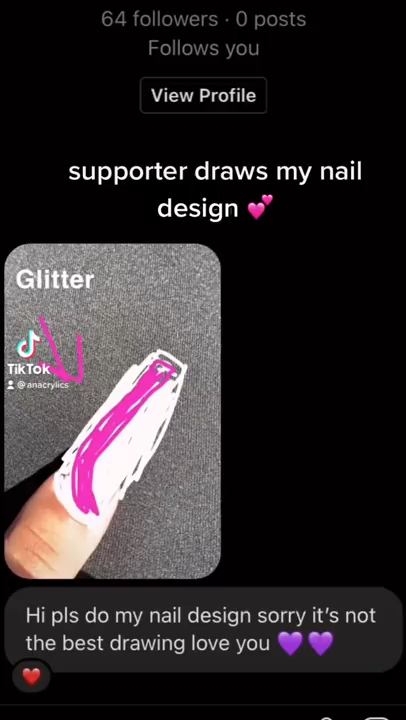 64 followers · 0 posts
Follows you
View Profile
supporter draws my nail
design 💕
Glitter
TikTok
@anacrylics
Hi pls do my nail design sorry it's not
the best drawing love you 💜 💜